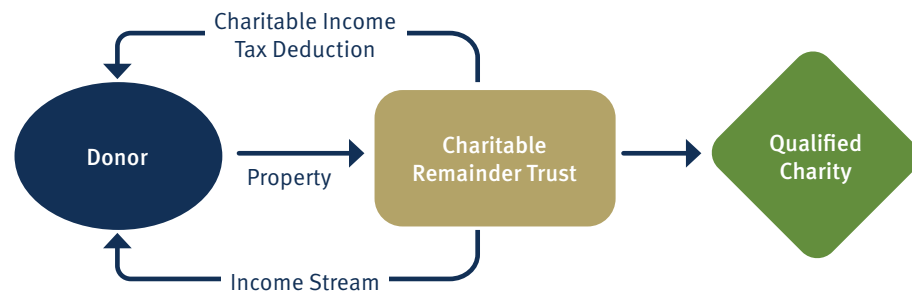 Charitable Income
Tax Deduction
Donor
Property
Charitable
Remainder Trust
Qualified
Charity
Income Stream